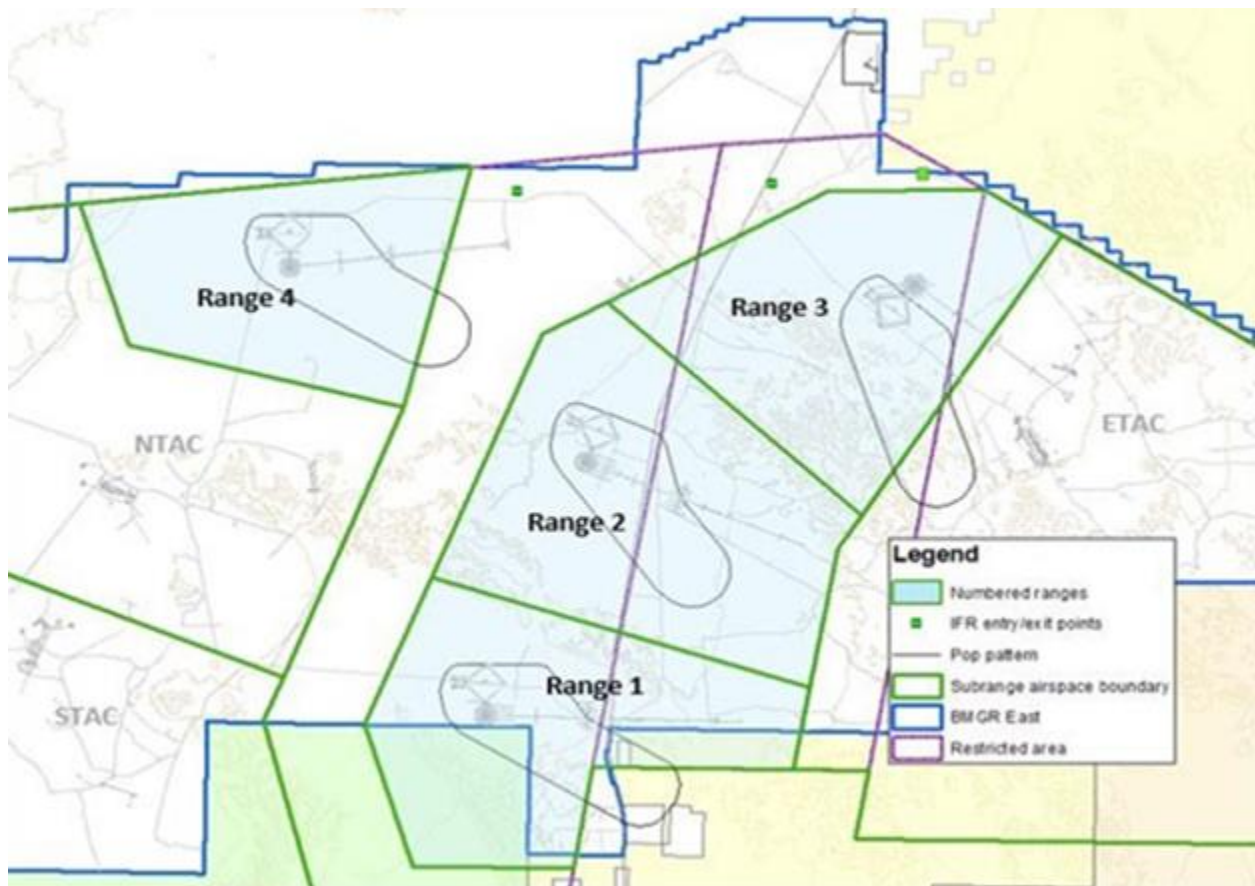 Range 4
Range 3
NTAC
ETAC
Range 2
Legend
Numbered ranges
IFR entry/exit points
Pop pattern
Range 1
Subrange airspace boundary
STAC
BMGR East
Restricted area